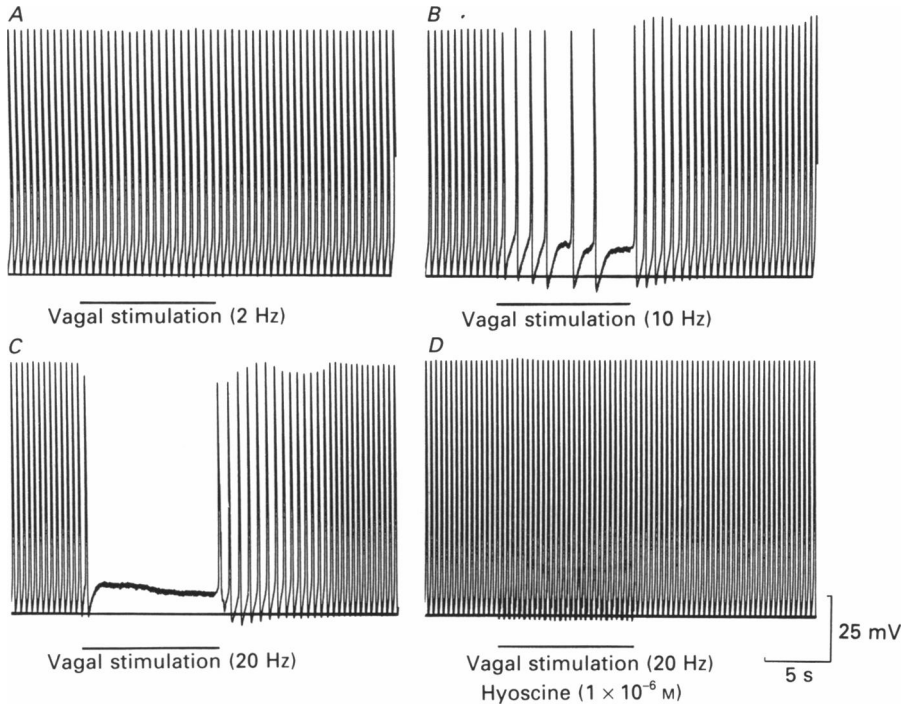 A
B
Vagal stimulation (2 Hz)
Vagal stimulation (10 Hz)
C
D
Vagal stimulation (20 Hz)
Vagal stimulation (20 Hz)
Hyoscine (1 × 10⁻⁶ M)
25 mV
5 s